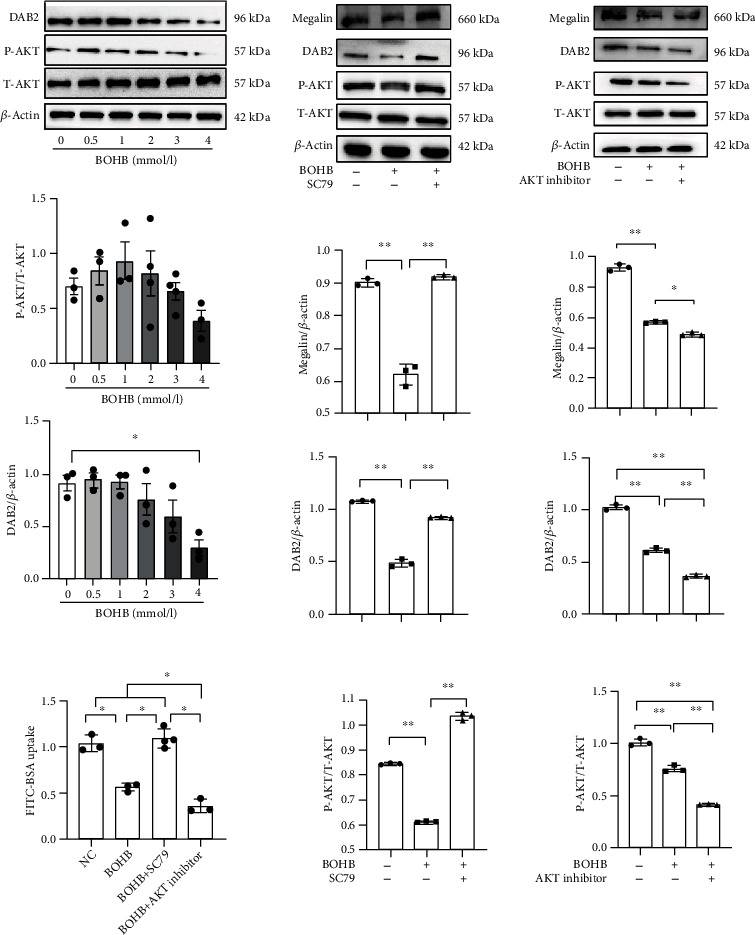 DAB2 96 kDa
P-AKT 57 kDa
T-AKT 57 kDa
β-Actin 42 kDa
0 0.5 1 2 3 4
BOHB (mmol/l)
Megalin 660 kDa
DAB2 96 kDa
P-AKT 57 kDa
T-AKT 57 kDa
β-Actin 42 kDa
BOHB – + +
SC79 – – +
Megalin 660 kDa
DAB2 96 kDa
P-AKT 57 kDa
T-AKT 57 kDa
β-Actin 42 kDa
BOHB – + +
AKT inhibitor – – +
P-AKT/T-AKT
1.5
1.0
0.5
0.0
0 0.5 1 2 3 4
BOHB (mmol/l)
Megalin/β-actin
1.0
0.9
0.8
0.7
0.6
0.5
** **
Megalin/β-actin
1.0
0.8
0.6
0.4
0.2
0.0
**
*
DAB2/β-actin
1.5
1.0
0.5
0.0
*
0 0.5 1 2 3 4
BOHB (mmol/l)
DAB2/β-actin
1.5
1.0
0.5
0.0
** **
DAB2/β-actin
1.5
1.0
0.5
0.0
**
** **
FITC-BSA uptake
1.5
1.0
0.5
0.0
*
* * *
NC
BOHB
BOHB+SC79
BOHB+AKT inhibitor
P-AKT/T-AKT
1.1
1.0
0.9
0.8
0.7
0.6
0.5
**
**
BOHB – + +
SC79 – – +
P-AKT/T-AKT
1.5
1.0
0.5
0.0
**
** **
BOHB – + +
AKT inhibitor – – +